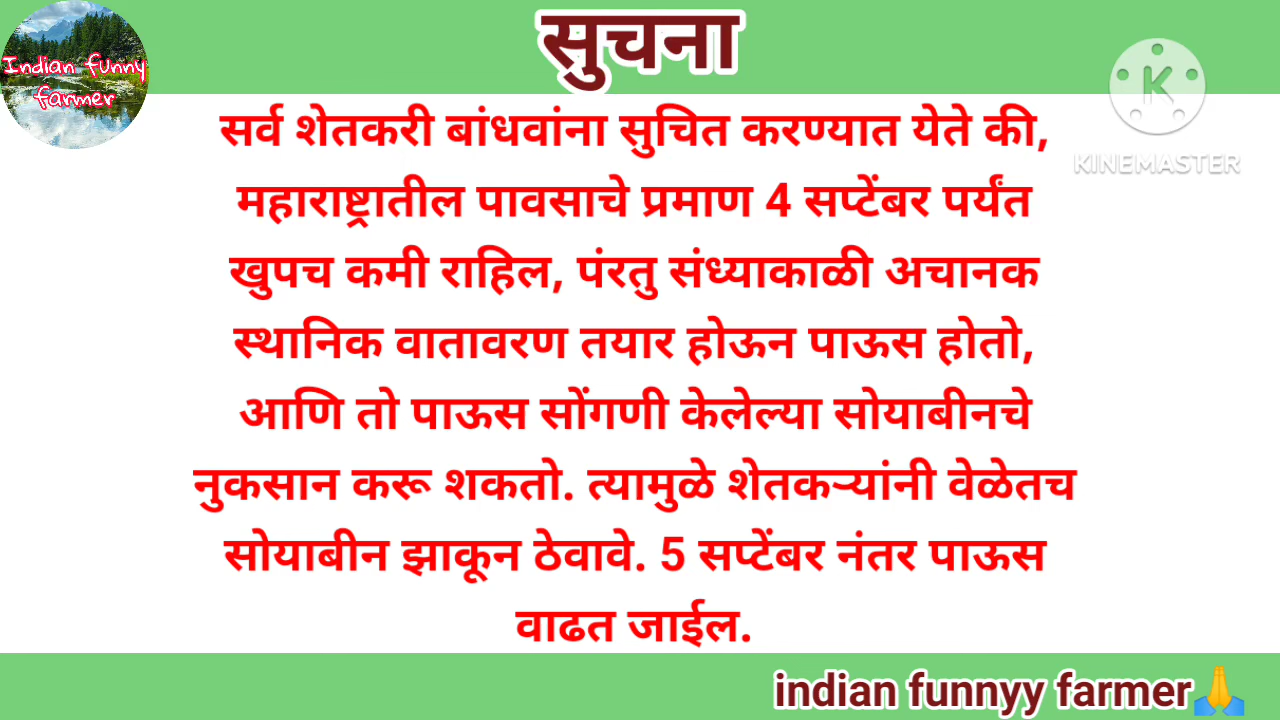 सुचना
Indian funny
farmer
K
KINEMASTER
सर्व शेतकरी बांधवांना सुचित करण्यात येते की,
महाराष्ट्रातील पावसाचे प्रमाण 4 सप्टेंबर पर्यंत
खुपच कमी राहिल, पंरतु संध्याकाळी अचानक
स्थानिक वातावरण तयार होऊन पाऊस होतो,
आणि तो पाऊस सोंगणी केलेल्या सोयाबीनचे
नुकसान करू शकतो. त्यामुळे शेतकऱ्यांनी वेळेतच
सोयाबीन झाकून ठेवावे. 5 सप्टेंबर नंतर पाऊस
वाढत जाईल.
indian funnyy farmer🙏